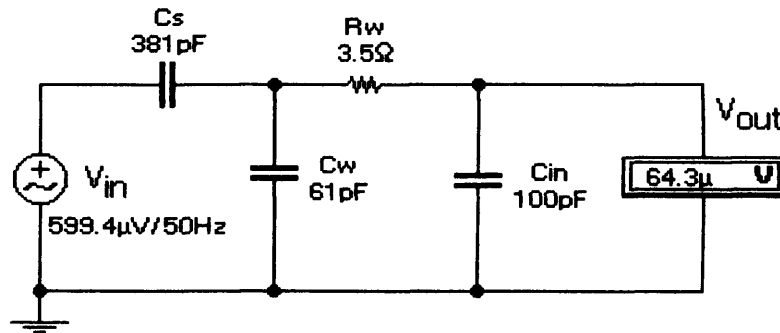 Cs
381pF
Rw
3.5Ω
Vout
Vin
Cw
61pF
Cin
100pF
64.3μ V
599.4μV/50Hz